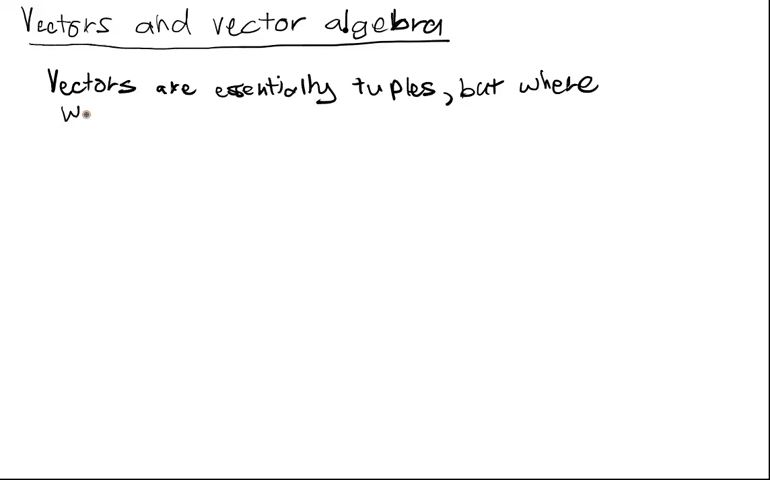 Vectors and vector algebra
Vectors are essentially tuples, but where
w